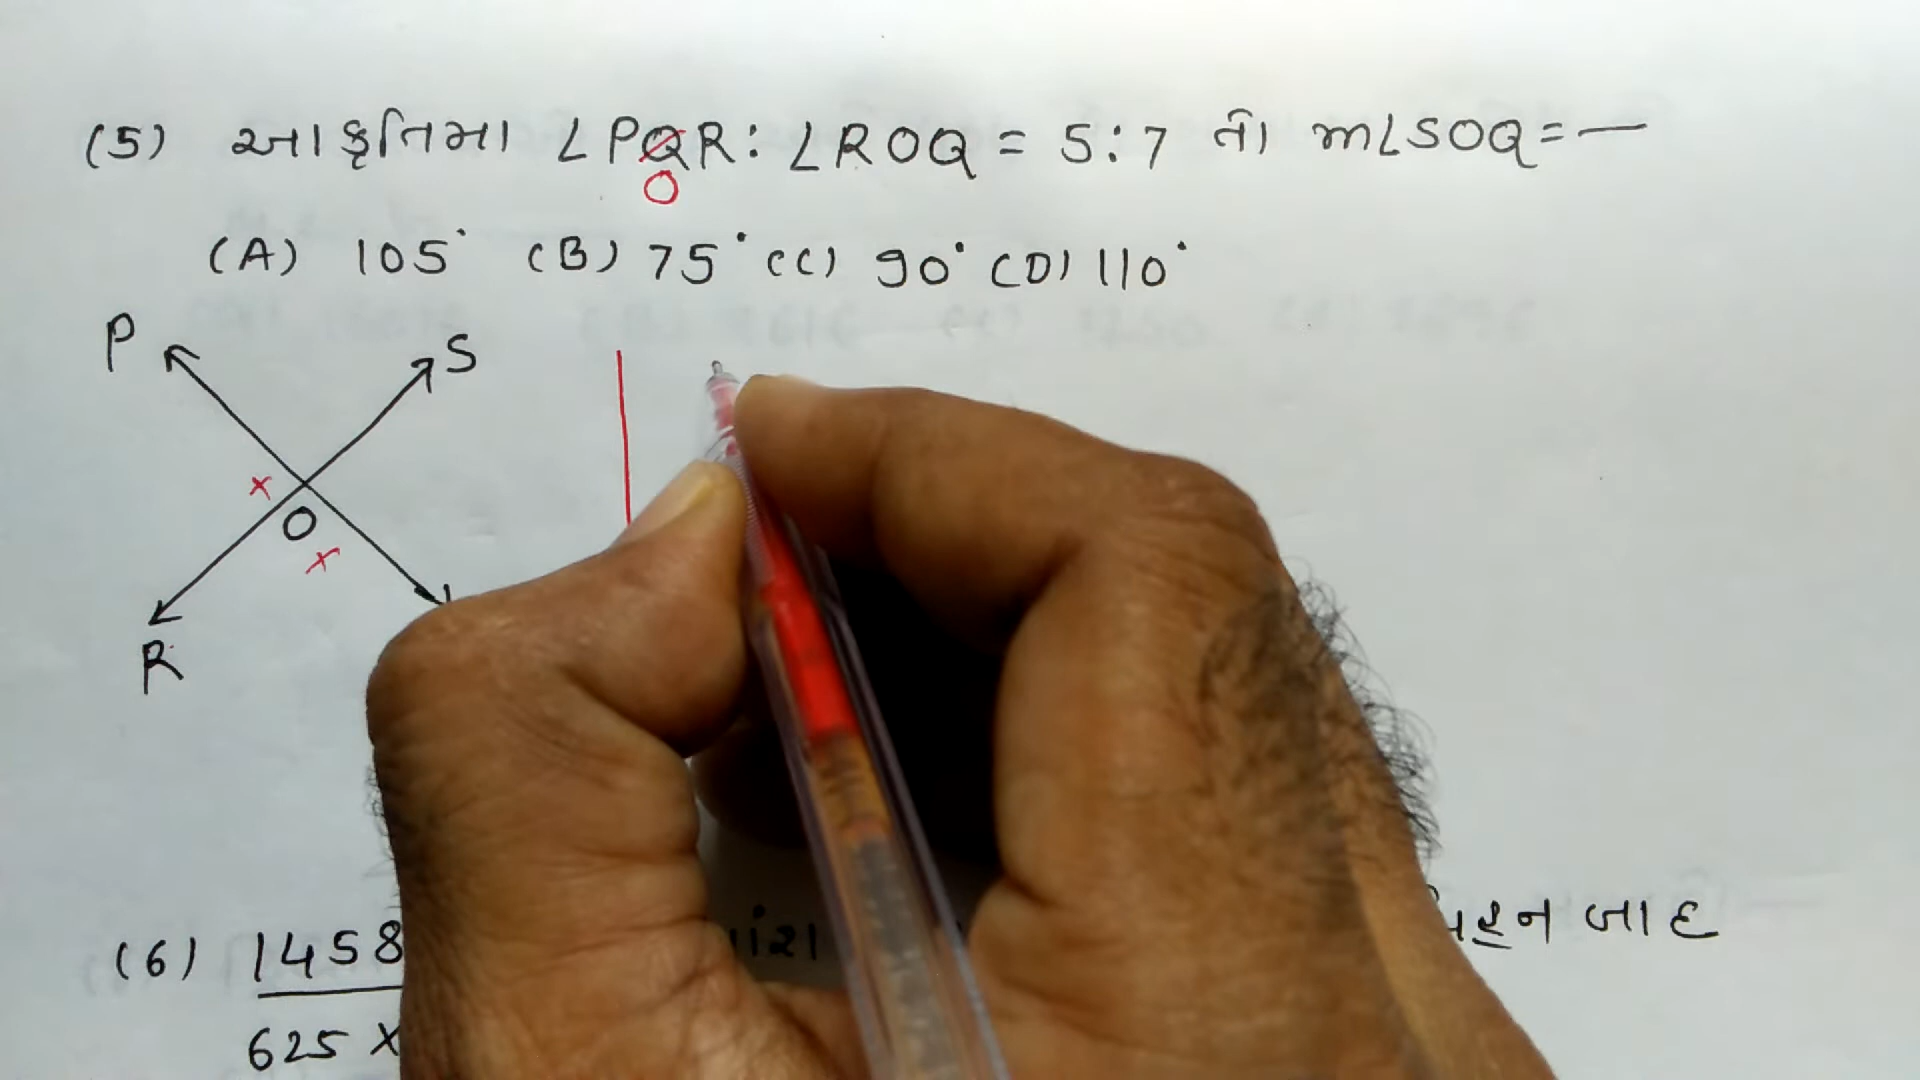 (5) આકૃતિમાં ∠PQR : ∠ROQ = 5:7 તો m∠SOQ = —
O
(A) 105° (B) 75° (C) 90° (D) 110°
P S
x
O
x
R
(6) 1458
625 x